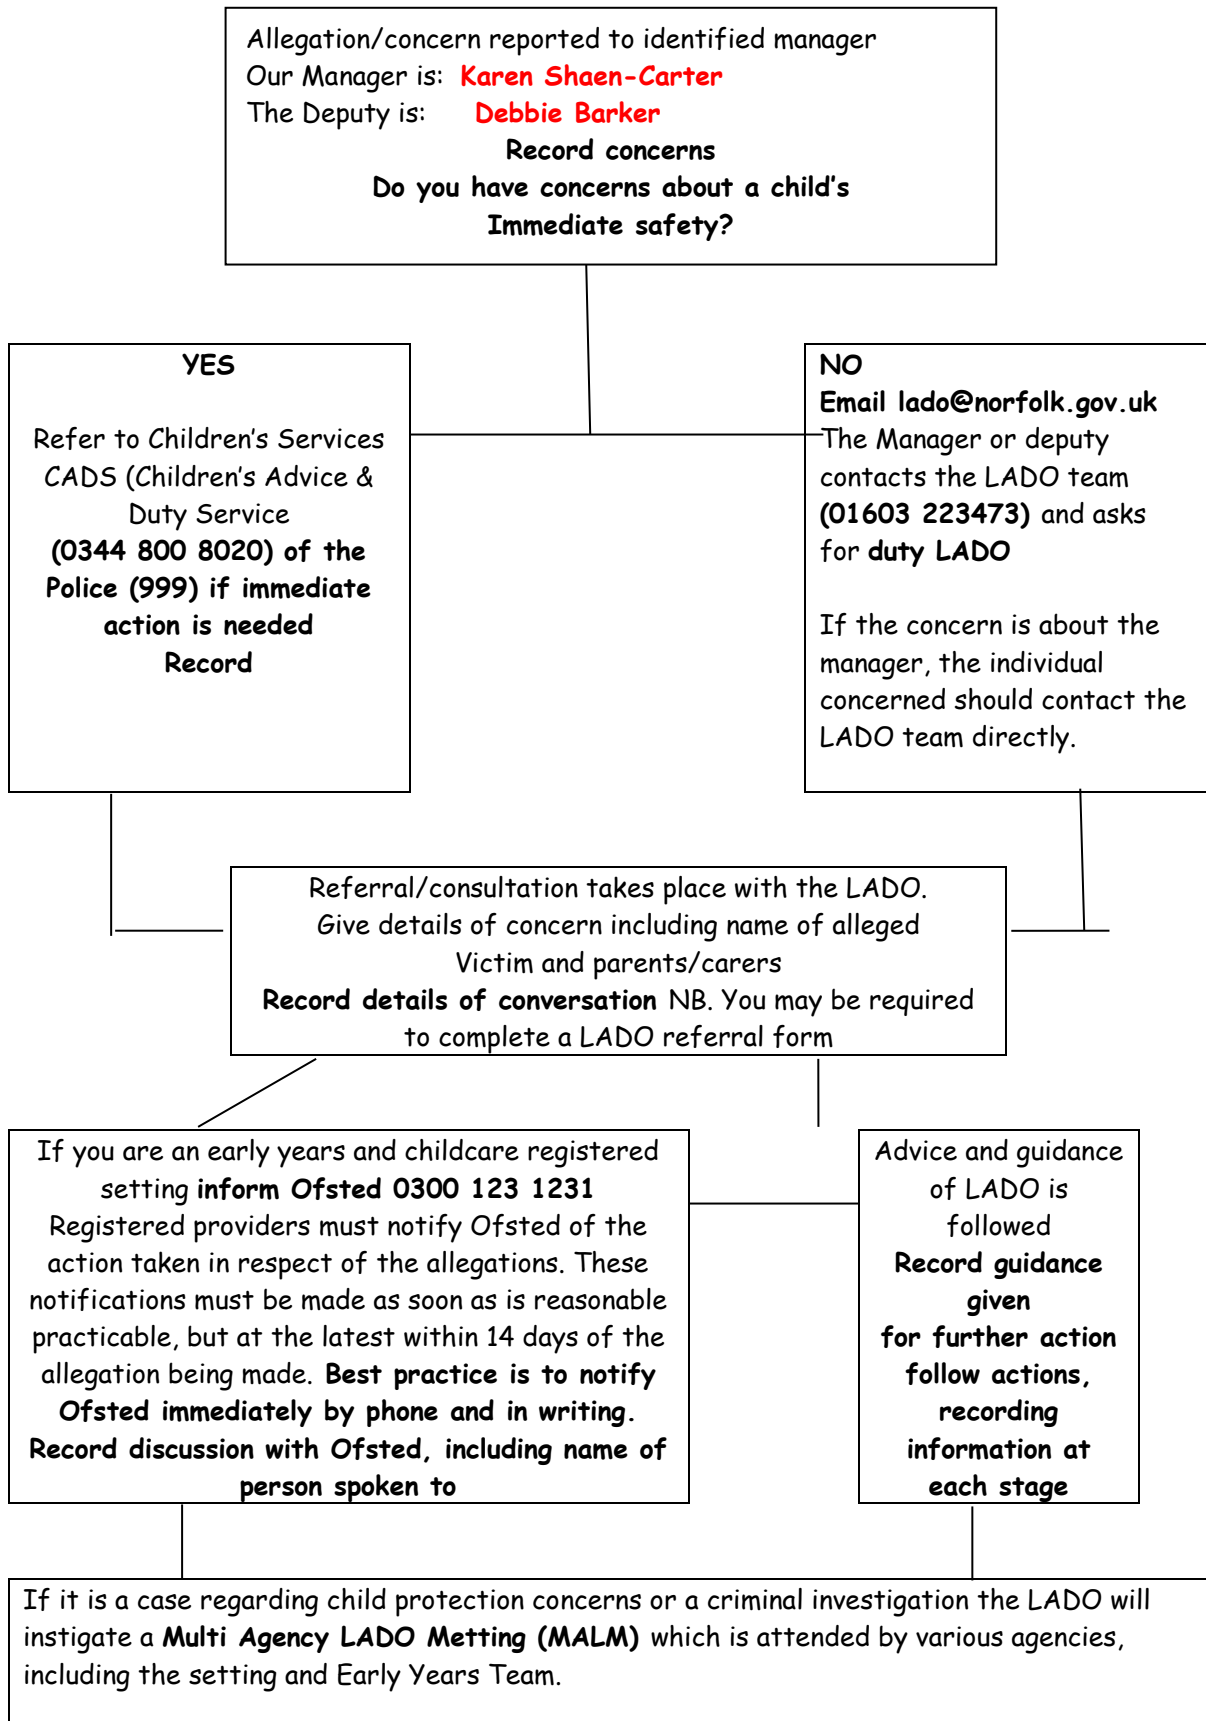 Allegation/concern reported to identified manager
Our Manager is: Karen Shaen-Carter
The Deputy is: Debbie Barker
Record concerns
Do you have concerns about a child's
Immediate safety?
YES
Refer to Children's Services
CADS (Children's Advice &
Duty Service
(0344 800 8020) of the
Police (999) if immediate
action is needed
Record
NO
Email lado@norfolk.gov.uk
The Manager or deputy
contacts the LADO team
(01603 223473) and asks
for duty LADO
If the concern is about the
manager, the individual
concerned should contact the
LADO team directly.
Referral/consultation takes place with the LADO.
Give details of concern including name of alleged
Victim and parents/carers
Record details of conversation NB. You may be required
to complete a LADO referral form
If you are an early years and childcare registered
setting inform Ofsted 0300 123 1231
Registered providers must notify Ofsted of the
action taken in respect of the allegations. These
notifications must be made as soon as is reasonable
practicable, but at the latest within 14 days of the
allegation being made. Best practice is to notify
Ofsted immediately by phone and in writing.
Record discussion with Ofsted, including name of
person spoken to
Advice and guidance
of LADO is
followed
Record guidance
given
for further action
follow actions,
recording
information at
each stage
If it is a case regarding child protection concerns or a criminal investigation the LADO will
instigate a Multi Agency LADO Metting (MALM) which is attended by various agencies,
including the setting and Early Years Team.